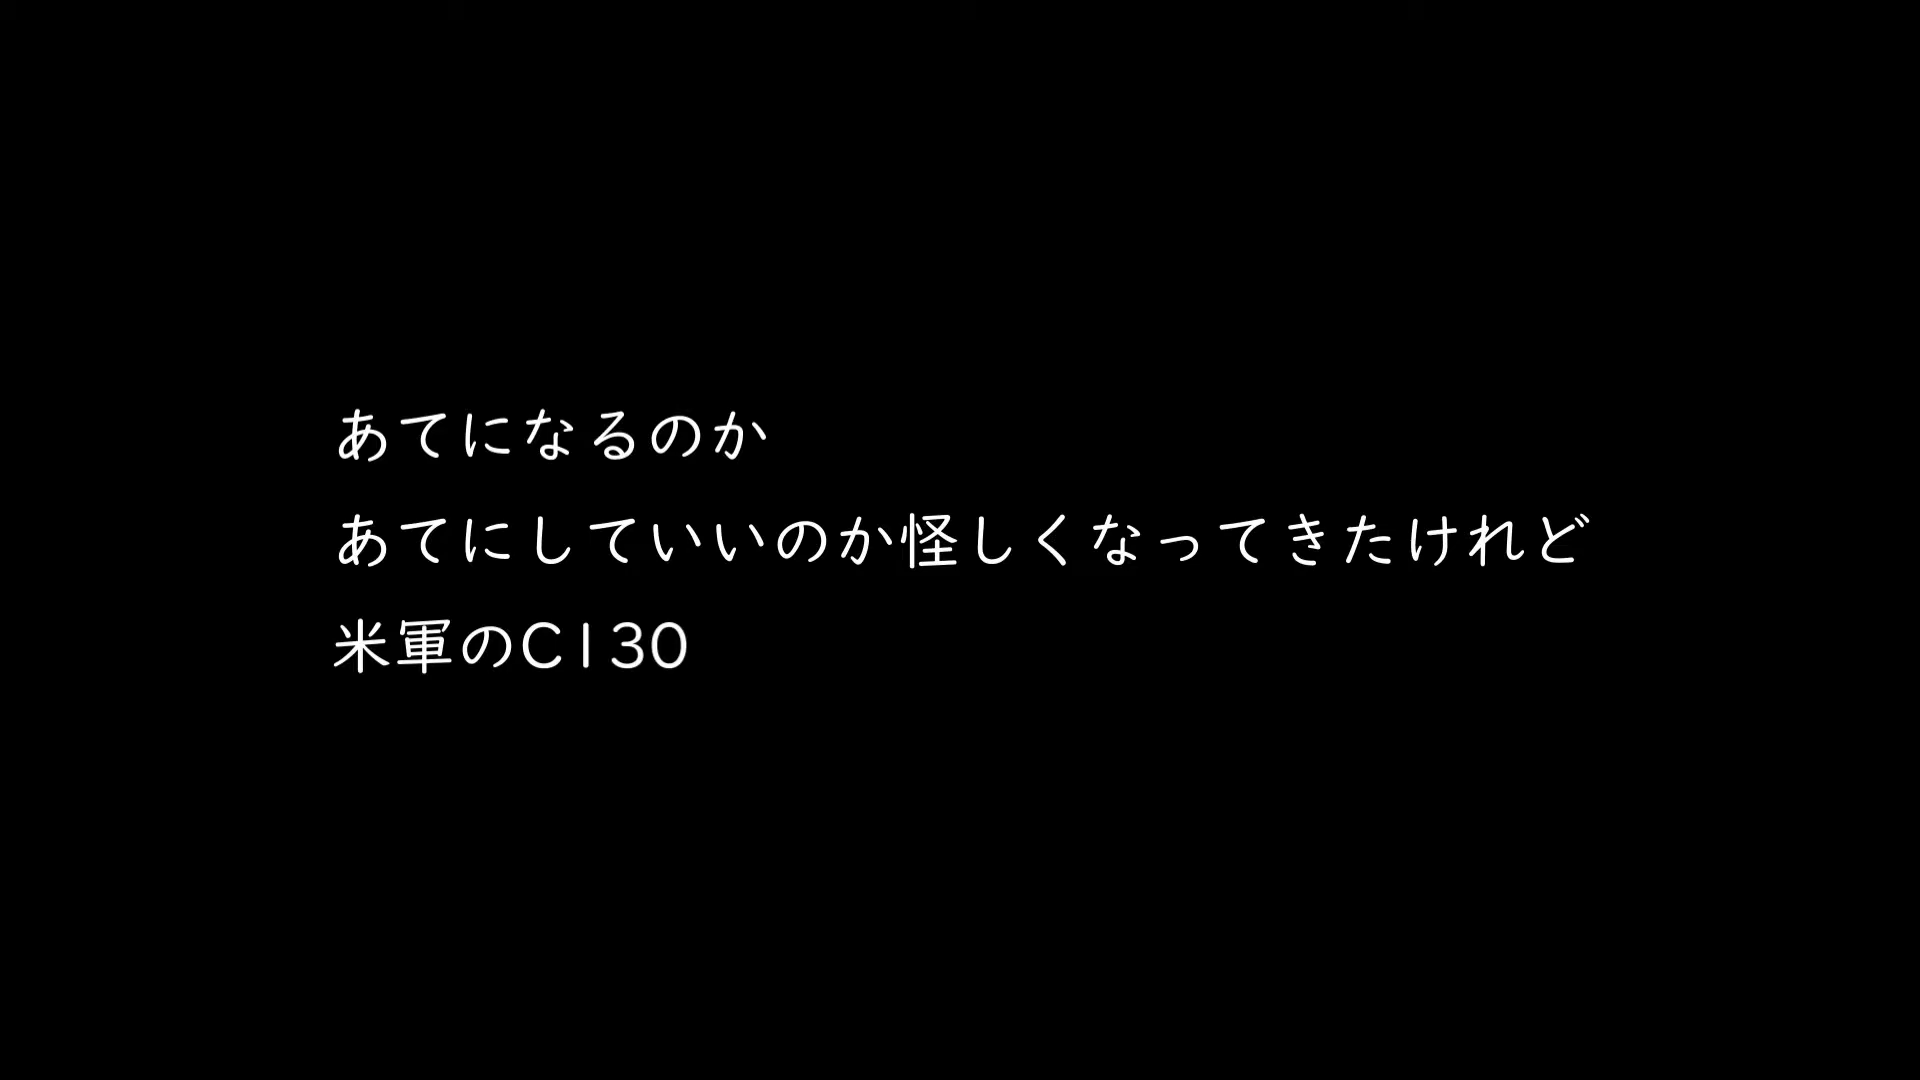 あてになるのか
あてにしていいのか怪しくなってきたけれど
米軍のC130